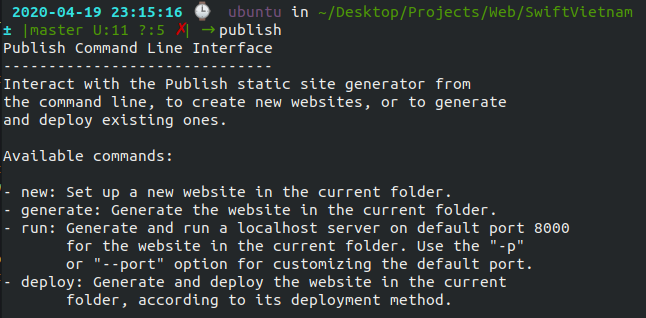 2020-04-19 23:15:16 ⌚ ubuntu in ~/Desktop/Projects/Web/SwiftVietnam
± |master U:11 ?:5 ✗| →publish
Publish Command Line Interface
------------------------------
Interact with the Publish static site generator from
the command line, to create new websites, or to generate
and deploy existing ones.
Available commands:
- new: Set up a new website in the current folder.
- generate: Generate the website in the current folder.
- run: Generate and run a localhost server on default port 8000
for the website in the current folder. Use the "-p"
or "--port" option for customizing the default port.
- deploy: Generate and deploy the website in the current
folder, according to its deployment method.